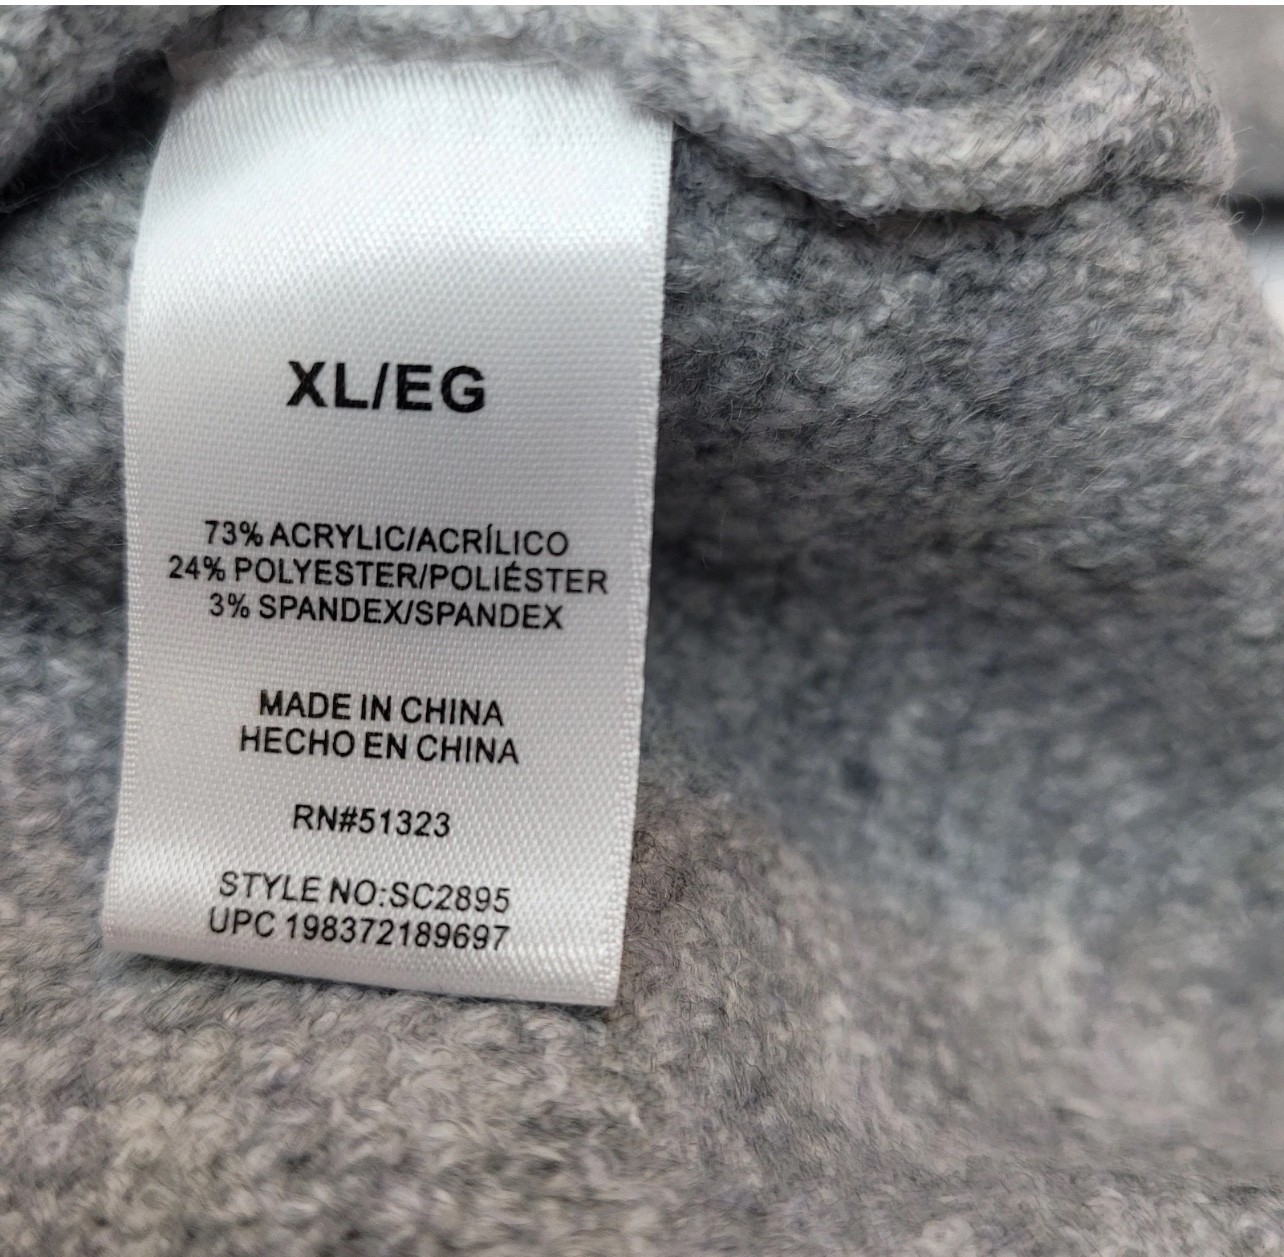 XL/EG
73% ACRYLIC/ACRÍLICO
24% POLYESTER/POLIÉSTER
3% SPANDEX/SPANDEX
MADE IN CHINA
HECHO EN CHINA
RN#51323
STYLE NO:SC2895
UPC 198372189697